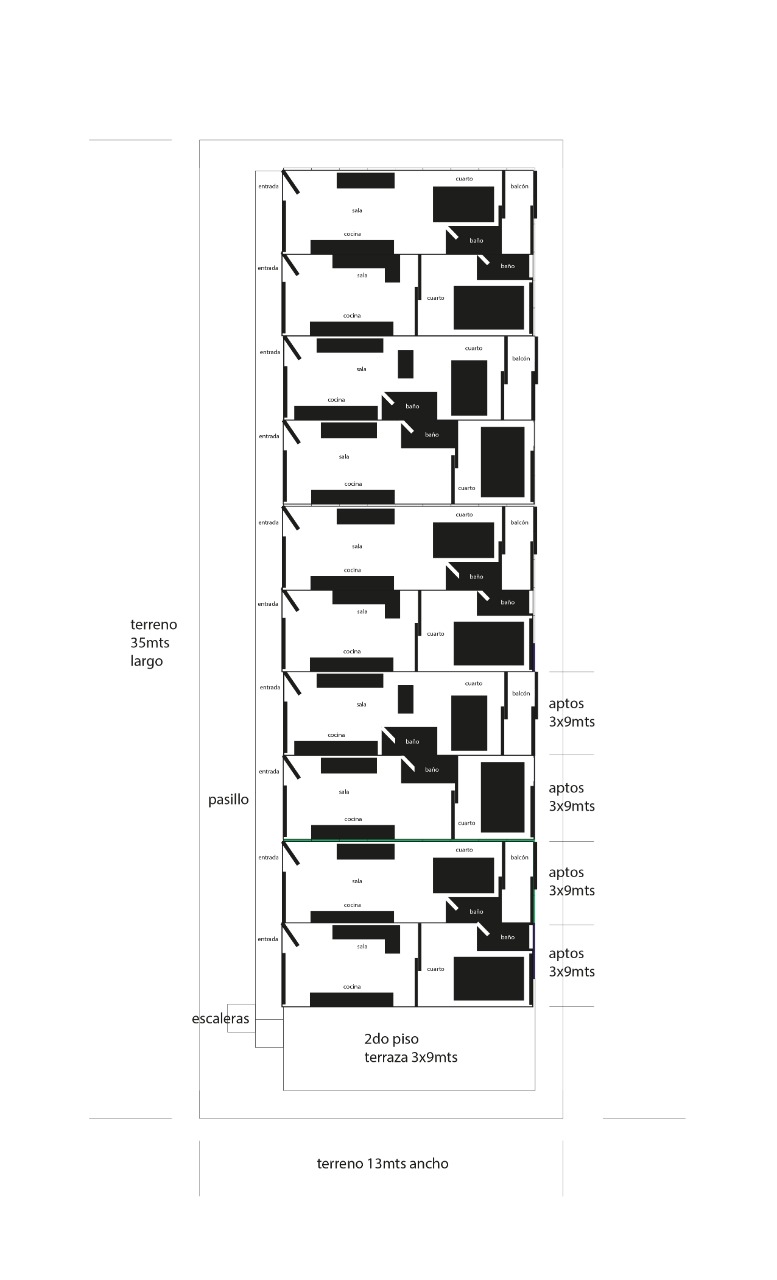 entrada
cuarto
balcón
sala
cocina
baño
entrada
sala
baño
cuarto
cocina
entrada
cuarto
balcón
sala
cocina
baño
entrada
baño
sala
cocina
cuarto
entrada
cuarto
balcón
sala
cocina
baño
entrada
sala
baño
cuarto
cocina
terreno
35mts
largo
entrada
cuarto
balcón
sala
cocina
baño
aptos
3x9mts
entrada
baño
sala
cocina
cuarto
aptos
3x9mts
pasillo
entrada
cuarto
balcón
sala
cocina
baño
aptos
3x9mts
entrada
sala
baño
cuarto
cocina
aptos
3x9mts
escaleras
2do piso
terraza 3x9mts
terreno 13mts ancho